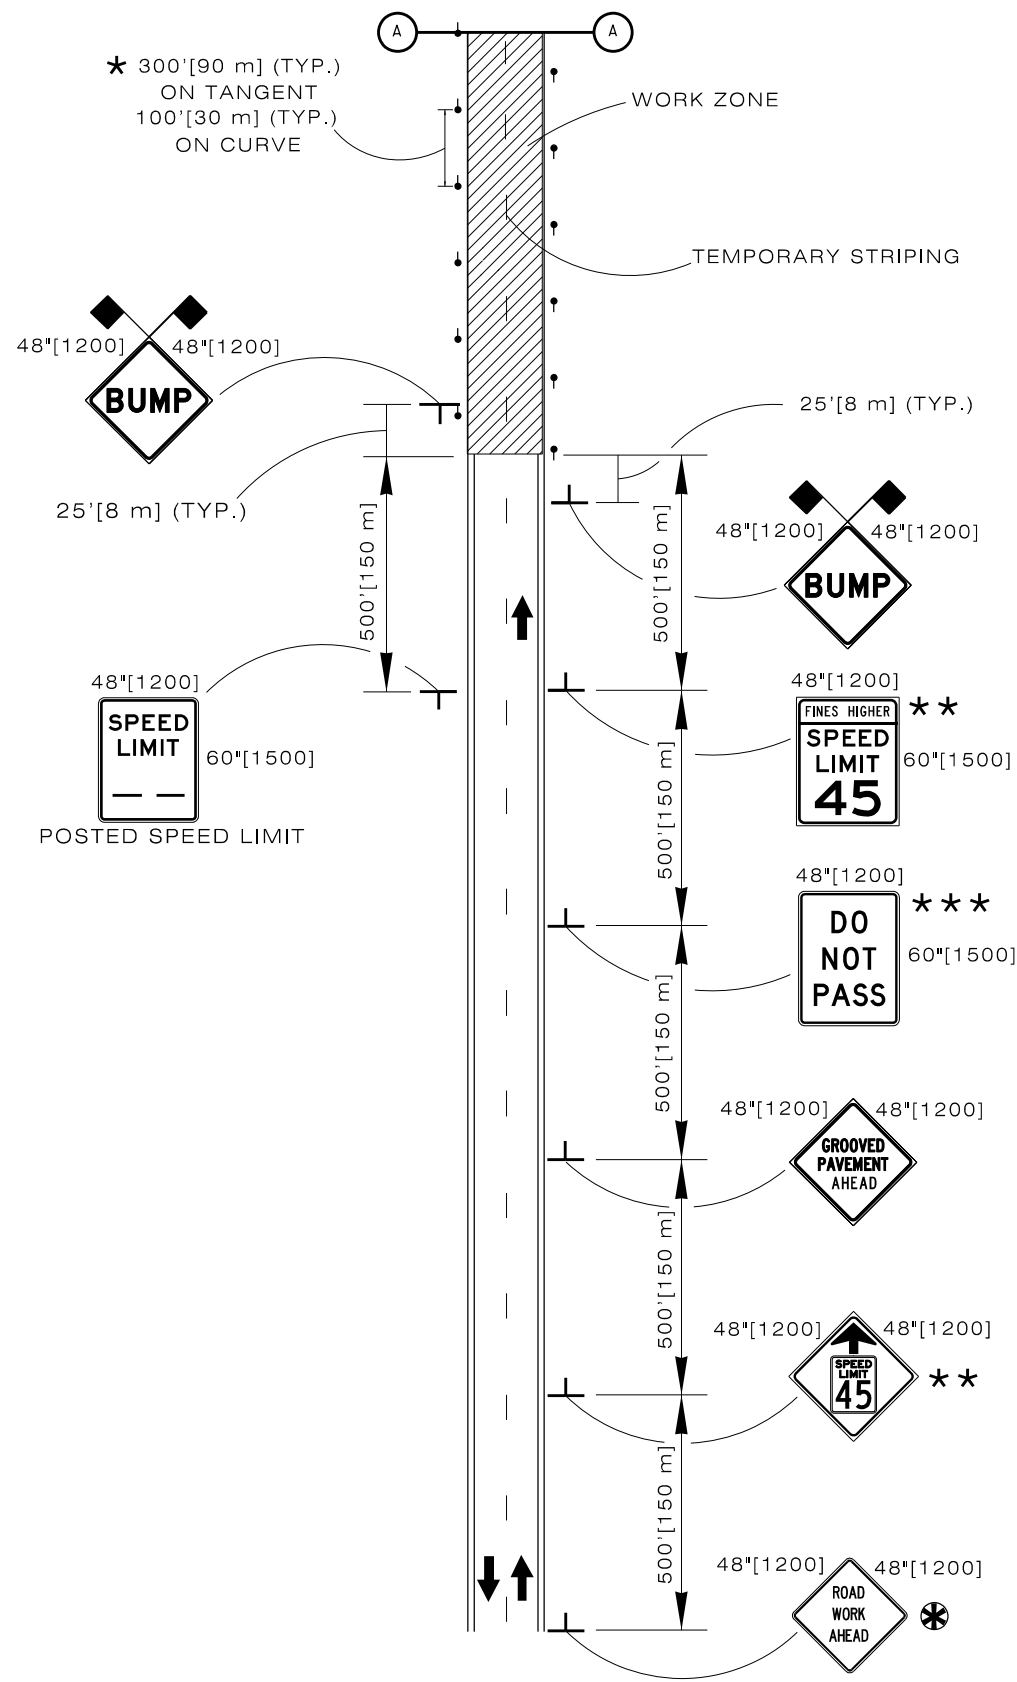 A
A
★ 300'[90 m] (TYP.)
ON TANGENT
100'[30 m] (TYP.)
ON CURVE
WORK ZONE
TEMPORARY STRIPING
48"[1200]
48"[1200]
BUMP
25'[8 m] (TYP.)
25'[8 m] (TYP.)
500'[150 m]
500'[150 m]
48"[1200]
48"[1200]
BUMP
48"[1200]
SPEED
LIMIT
— —
60"[1500]
POSTED SPEED LIMIT
48"[1200]
★★
FINES HIGHER
SPEED
LIMIT
45
60"[1500]
500'[150 m]
48"[1200]
★★★
DO
NOT
PASS
60"[1500]
500'[150 m]
48"[1200]
48"[1200]
GROOVED
PAVEMENT
AHEAD
500'[150 m]
48"[1200]
48"[1200]
SPEED
LIMIT
45
★★
500'[150 m]
48"[1200]
48"[1200]
ROAD
WORK
AHEAD
⊛